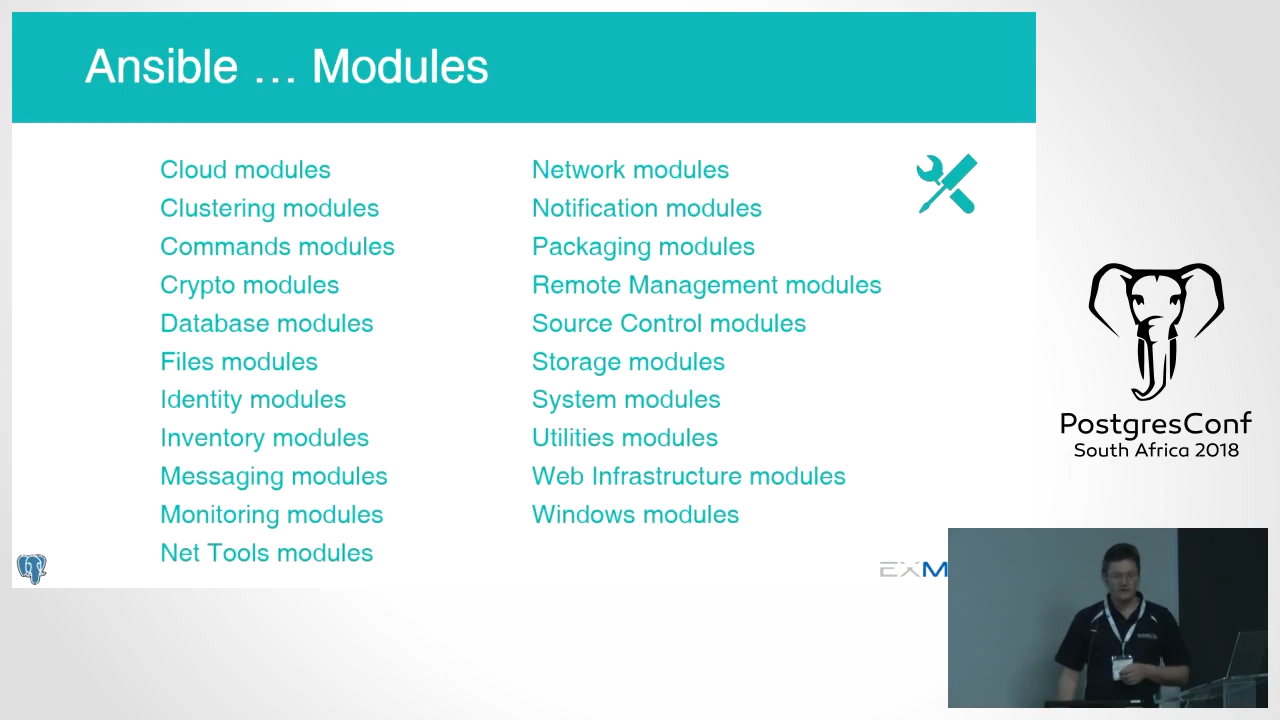 Ansible … Modules
Cloud modules
Clustering modules
Commands modules
Crypto modules
Database modules
Files modules
Identity modules
Inventory modules
Messaging modules
Monitoring modules
Net Tools modules
Network modules
Notification modules
Packaging modules
Remote Management modules
Source Control modules
Storage modules
System modules
Utilities modules
Web Infrastructure modules
Windows modules
EXM
PostgresConf
South Africa 2018